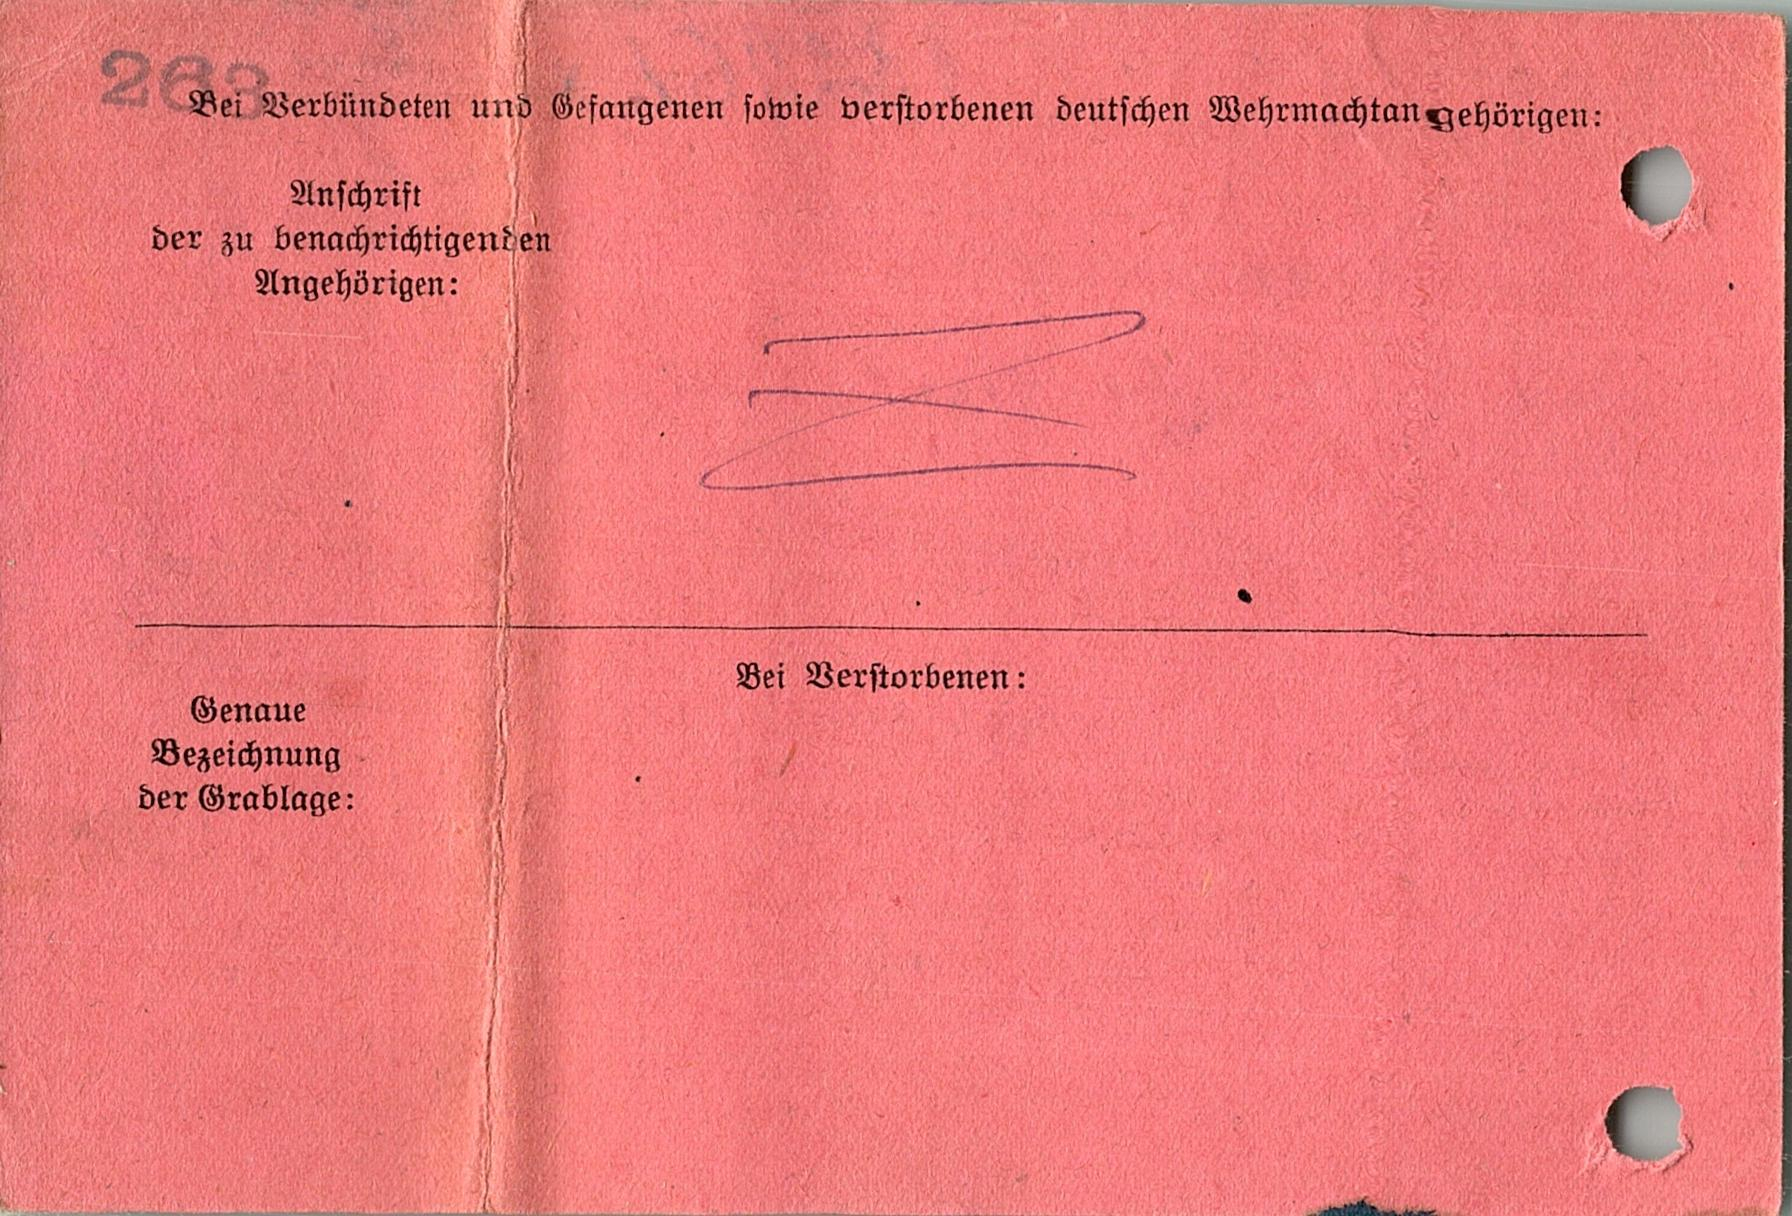 263
Bei Verbündeten und Gefangenen sowie verstorbenen deutschen Wehrmachtangehörigen:
Anschrift
der zu benachrichtigenden
Angehörigen:
Bei Verstorbenen:
Genaue
Bezeichnung
der Grablage: